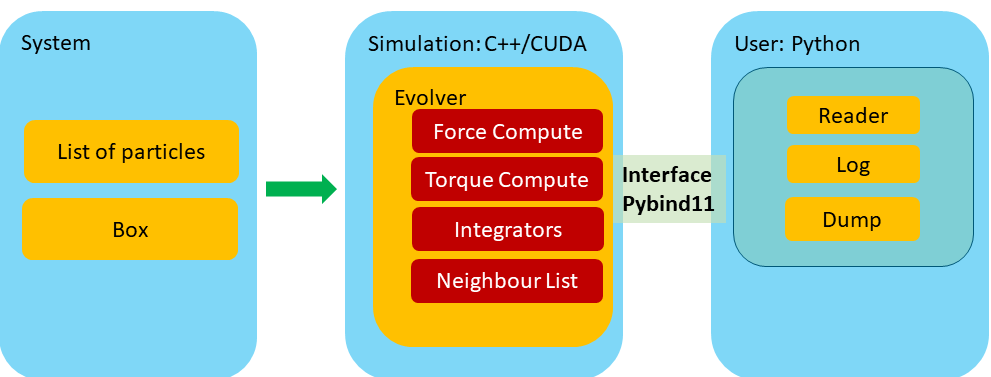 System
List of particles
Box
Simulation: C++/CUDA
Evolver
Force Compute
Torque Compute
Integrators
Neighbour List
Interface
Pybind11
User: Python
Reader
Log
Dump